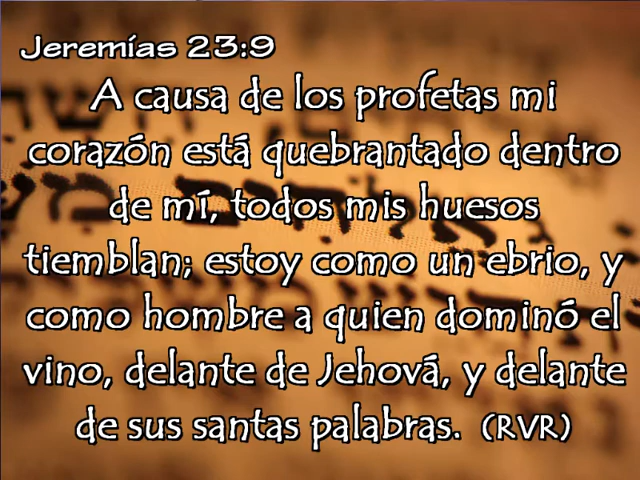 Jeremías 23:9
A causa de los profetas mi
corazón está quebrantado dentro
de mí, todos mis huesos
tiemblan; estoy como un ebrio, y
como hombre a quien dominó el
vino, delante de Jehová, y delante
de sus santas palabras. (RVR)